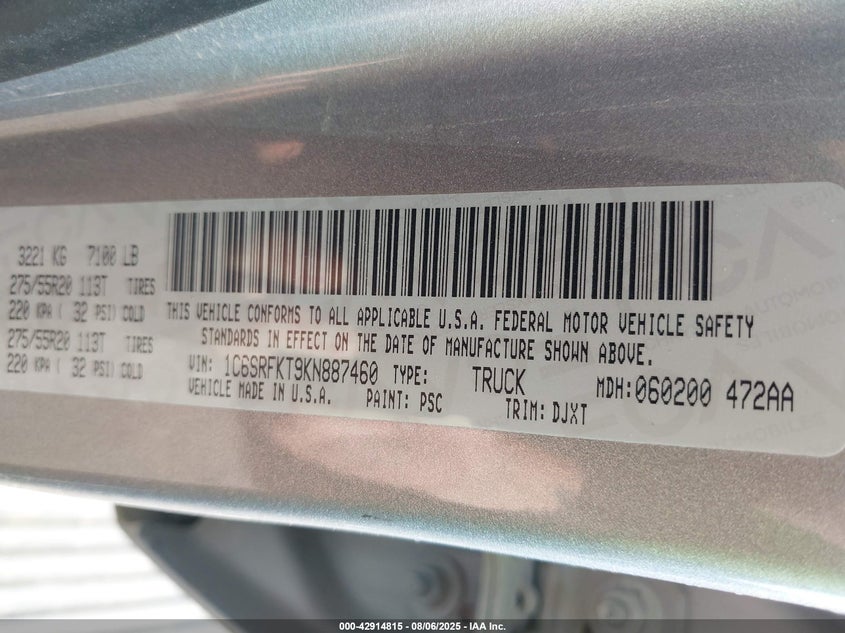 3221 KG 7100 LB
275/55R20 113T TIRES
220 KPA ( 32 PSI) COLD
275/55R20 113T TIRES
220 KPA ( 32 PSI) COLD
THIS VEHICLE CONFORMS TO ALL APPLICABLE U.S.A. FEDERAL MOTOR VEHICLE SAFETY
STANDARDS IN EFFECT ON THE DATE OF MANUFACTURE SHOWN ABOVE.
VIN: 1C6SRFKT9KN887460 TYPE: TRUCK MDH:060200 472AA
VEHICLE MADE IN U.S.A. PAINT: PSC TRIM: DJXT
000-42914815 - 08/06/2025 - IAA Inc.